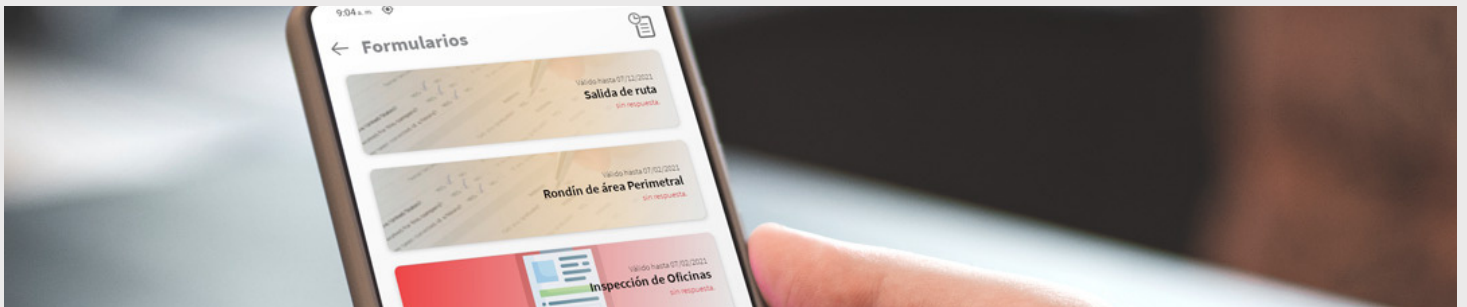 9:04 a. m.
← Formularios
Válido hasta 07/12/2021
Salida de ruta
sin respuesta.
Válido hasta 07/02/2021
Rondín de área Perimetral
sin respuesta.
Válido hasta 07/02/2021
Inspección de Oficinas
sin respuesta.